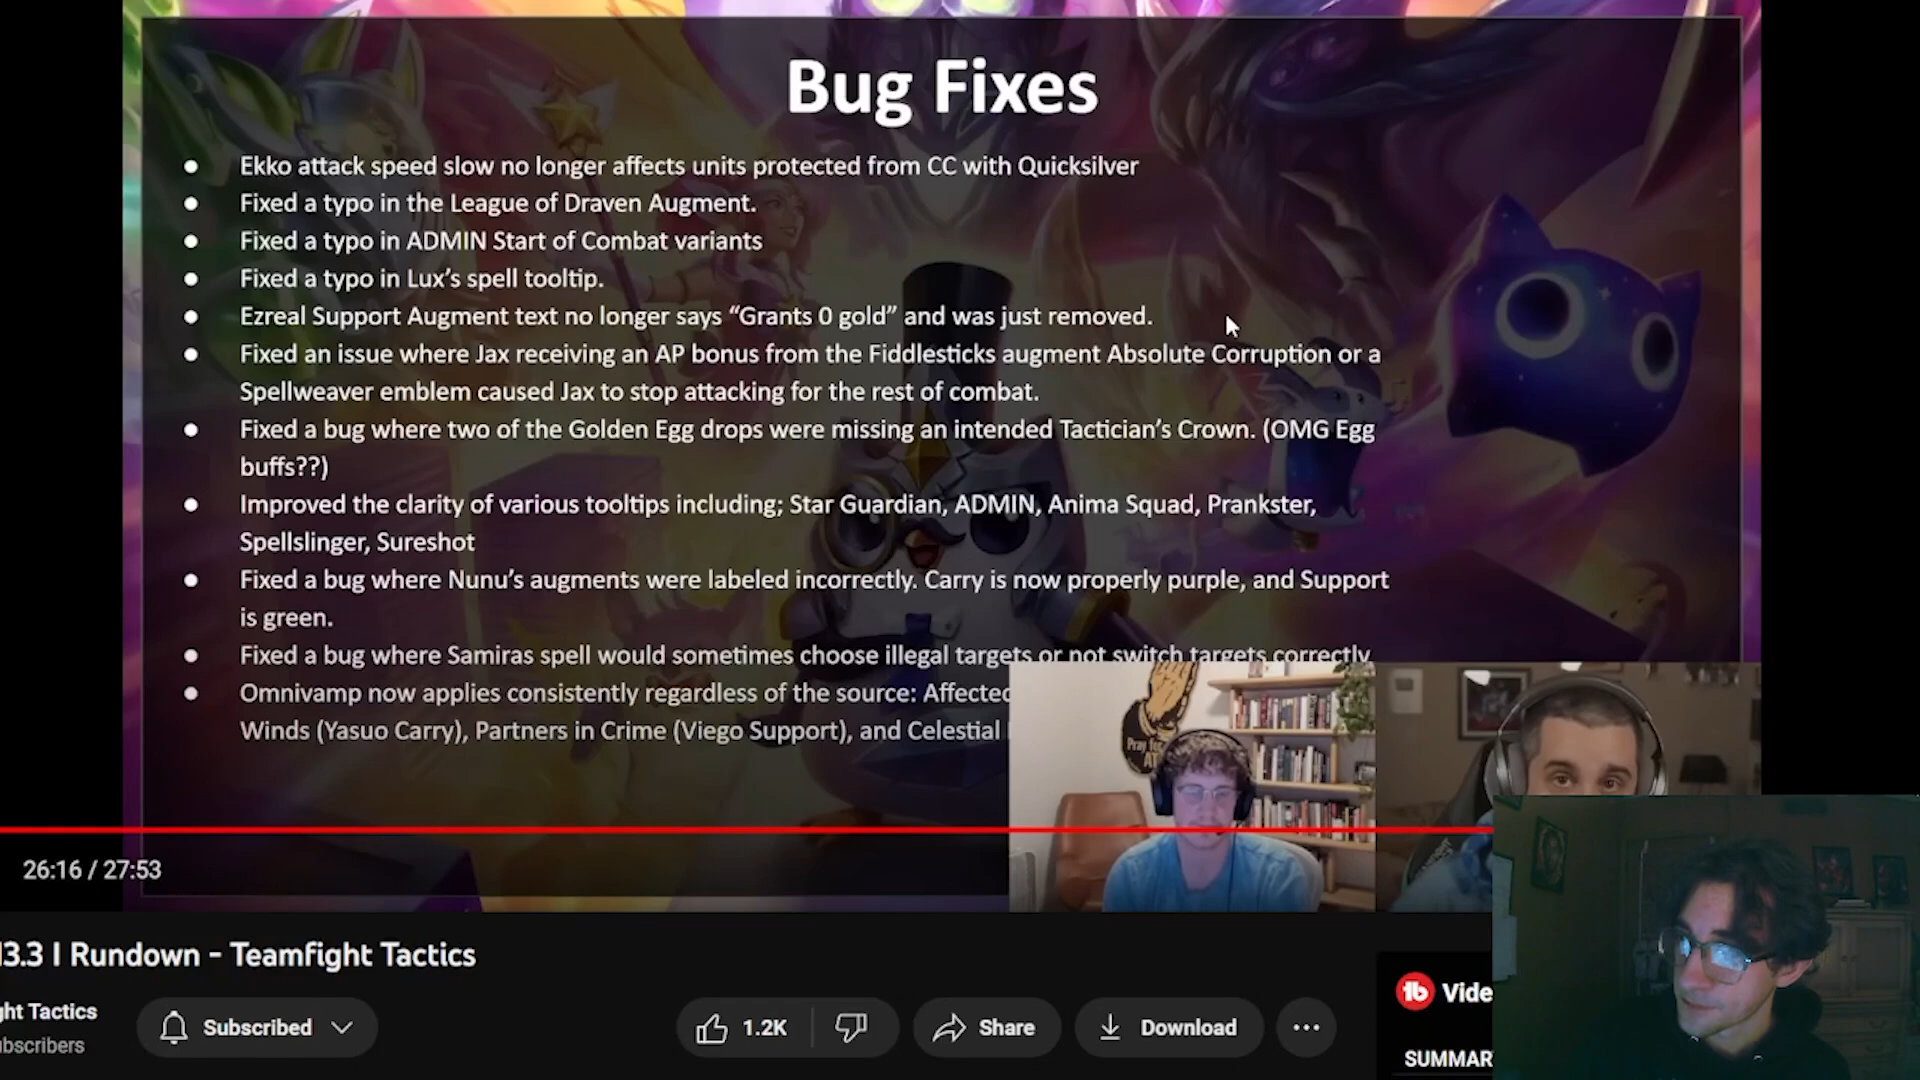 Bug Fixes
● Ekko attack speed slow no longer affects units protected from CC with Quicksilver
● Fixed a typo in the League of Draven Augment.
● Fixed a typo in ADMIN Start of Combat variants
● Fixed a typo in Lux’s spell tooltip.
● Ezreal Support Augment text no longer says “Grants 0 gold” and was just removed.
● Fixed an issue where Jax receiving an AP bonus from the Fiddlesticks augment Absolute Corruption or a
Spellweaver emblem caused Jax to stop attacking for the rest of combat.
● Fixed a bug where two of the Golden Egg drops were missing an intended Tactician’s Crown. (OMG Egg
buffs??)
● Improved the clarity of various tooltips including; Star Guardian, ADMIN, Anima Squad, Prankster,
Spellslinger, Sureshot
● Fixed a bug where Nunu’s augments were labeled incorrectly. Carry is now properly purple, and Support
is green.
● Fixed a bug where Samiras spell would sometimes choose illegal targets or not switch targets correctly
● Omnivamp now applies consistently regardless of the source: Affected
Winds (Yasuo Carry), Partners in Crime (Viego Support), and Celestial
Pray for
AT
26:16 / 27:53
13.3 I Rundown - Teamfight Tactics
ght Tactics
bscribers
Subscribed
1.2K
Share
Download
tb Vide
SUMMAR